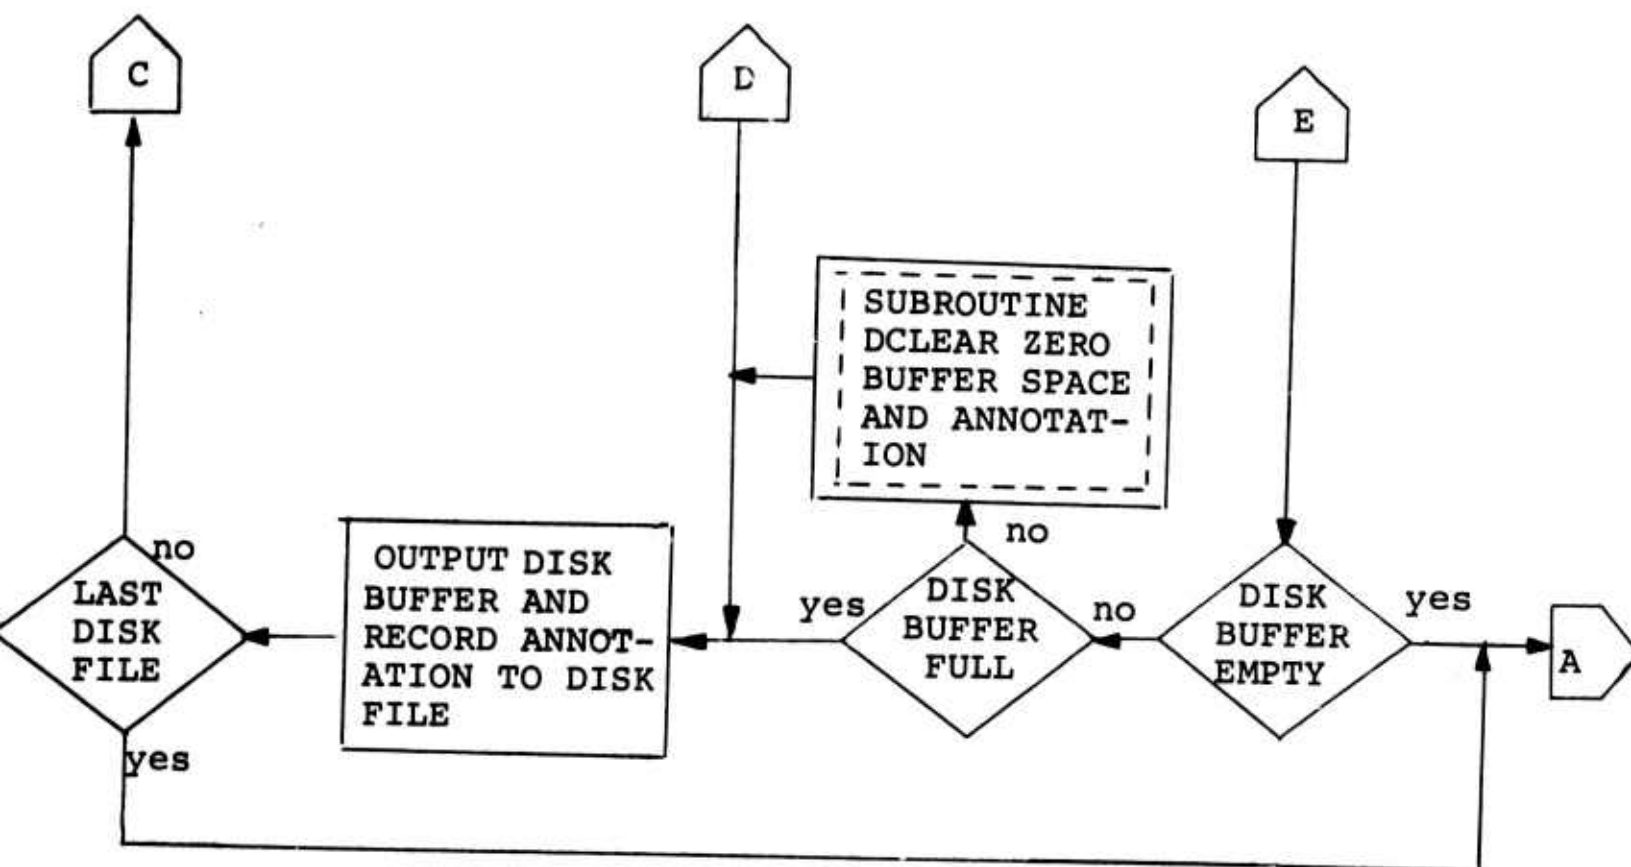 C
D
E
SUBROUTINE
DCLEAR ZERO
BUFFER SPACE
AND ANNOTAT-
ION
no
no
LAST
DISK
FILE
yes
OUTPUT DISK
BUFFER AND
RECORD ANNOT-
ATION TO DISK
FILE
yes
DISK
BUFFER
FULL
no
DISK
BUFFER
EMPTY
yes
A